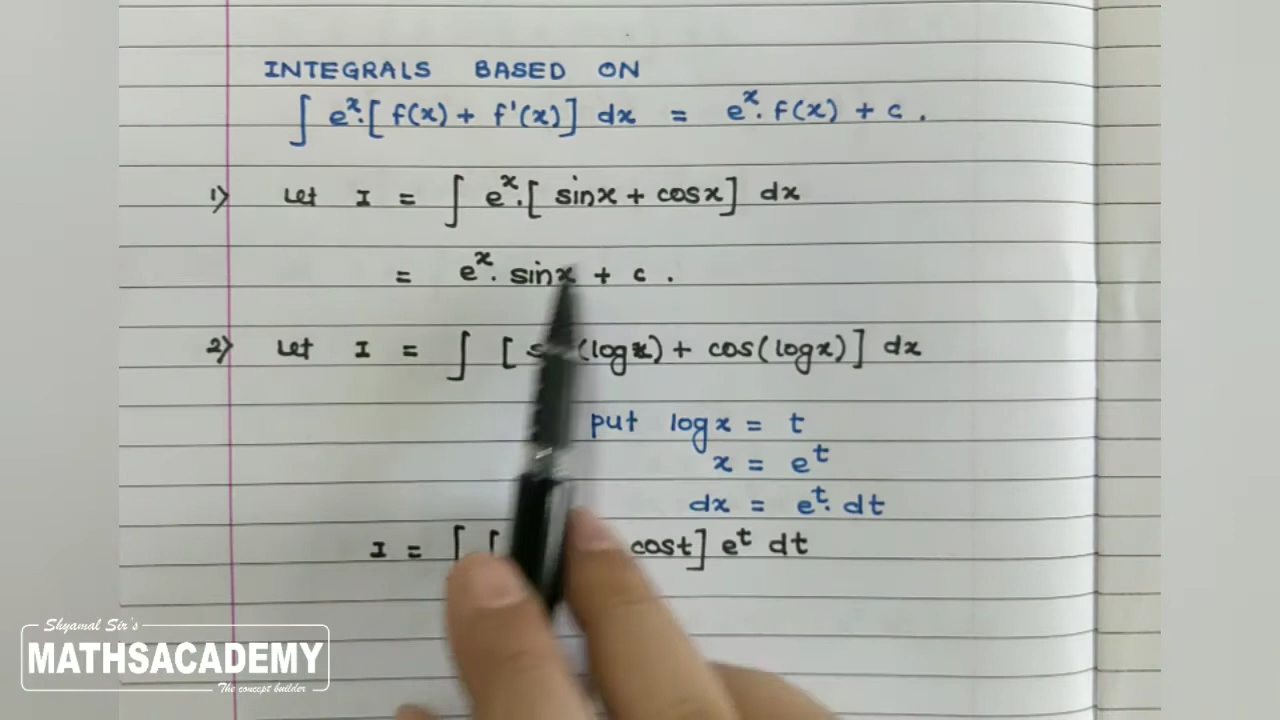 INTEGRALS BASED ON
∫ eˣ.[ f(x) + f'(x)] dx = eˣ. f(x) + c .
1) Let I = ∫ eˣ.[ sinx + cosx] dx
= eˣ. sinx + c .
2) Let I = ∫ [ (logx) + cos(logx)] dx
put logx = t
x = eᵗ
dx = eᵗ. dt
I = ∫ [ cost] eᵗ dt
Shyamal Sir's
MATHSACADEMY
The concept builder